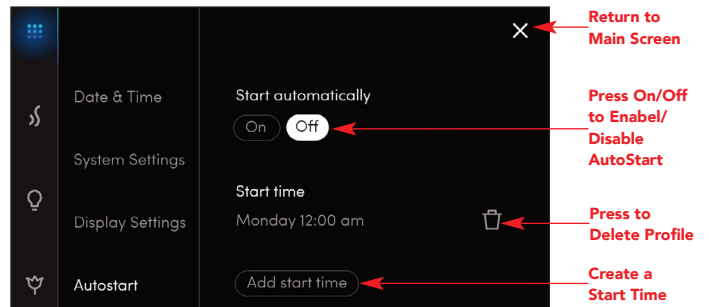 Return to
Main Screen
Date & Time
Start automatically
On Off
Press On/Off
to Enabel/
Disable
AutoStart
System Settings
Start time
Display Settings
Monday 12:00 am
Press to
Delete Profile
Autostart
Add start time
Create a
Start Time